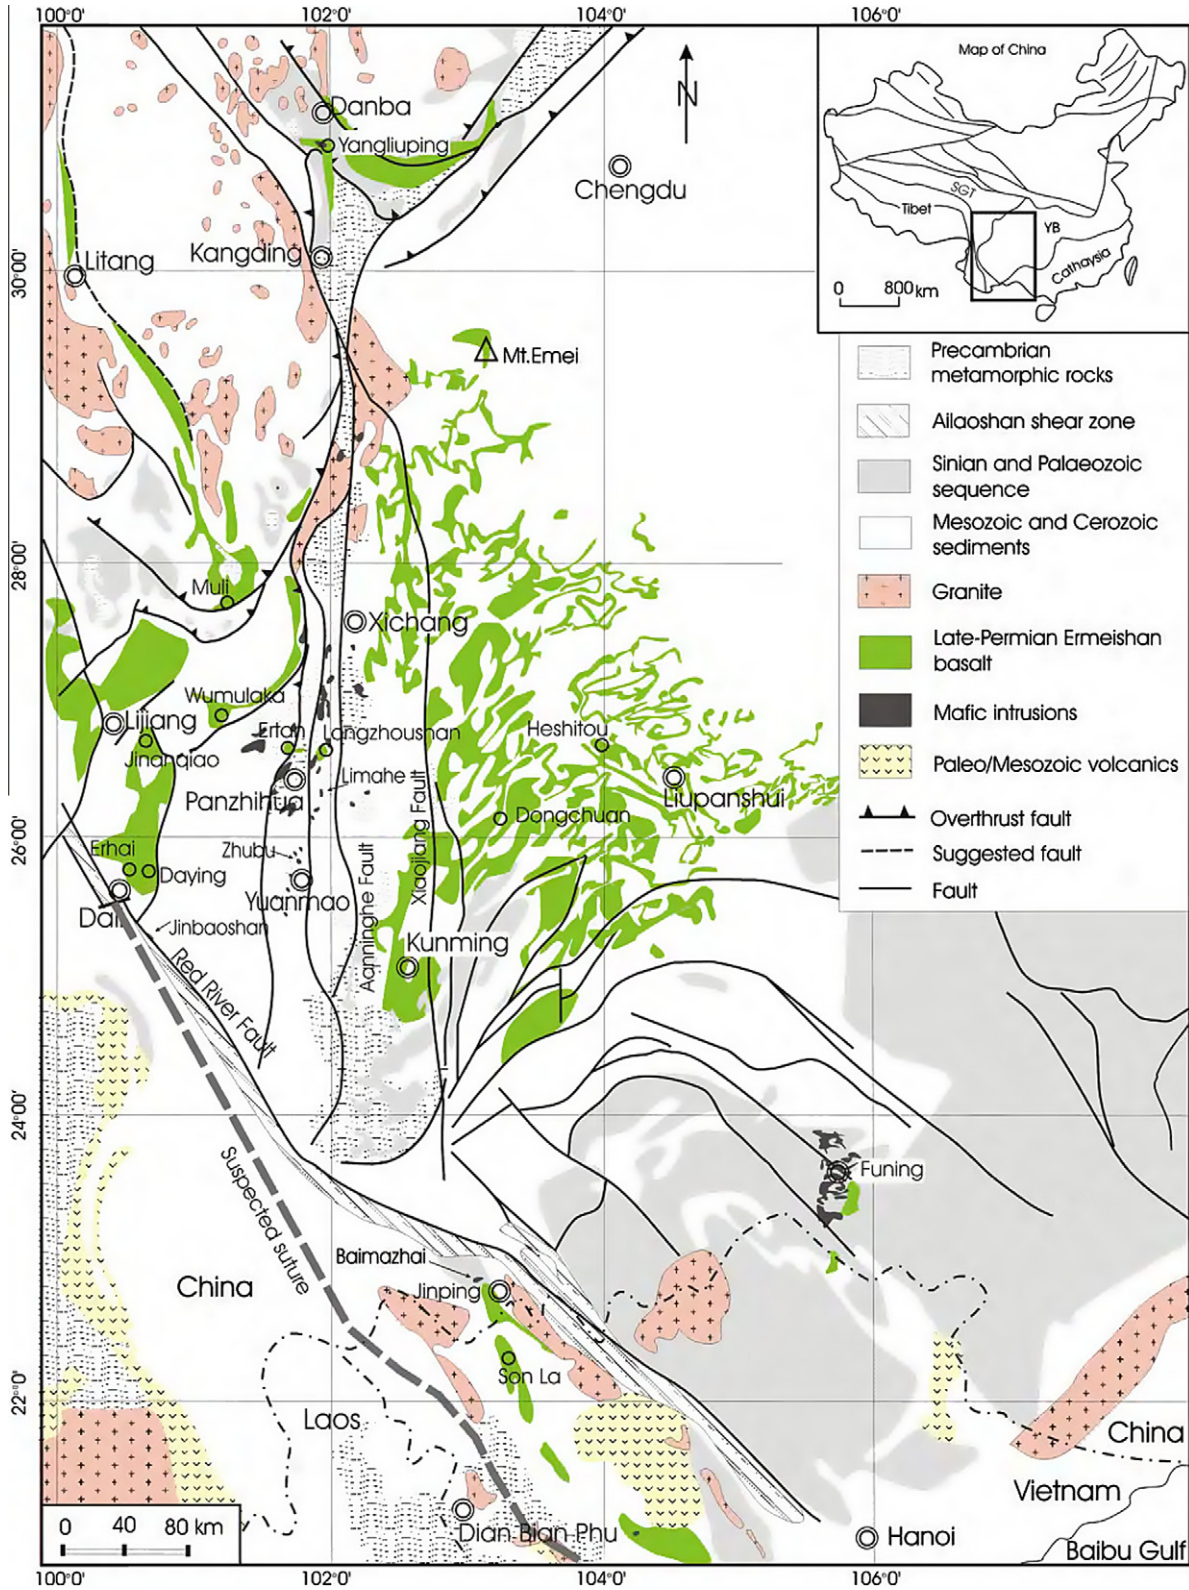 100°0'
102°0'
104°0'
106°0'
Map of China
SGT
Tibet
YB
Cathaysia
0
800km
N
Danba
Yangliuping
Chengdu
Kangding
Litang
30°00'
Mt.Emei
Precambrian
metamorphic rocks
Ailaoshan shear zone
Sinian and Palaeozoic
sequence
Mesozoic and Cerozoic
sediments
Granite
Late-Permian Ermeishan
basalt
Mafic intrusions
Paleo/Mesozoic volcanics
Overthrust fault
Suggested fault
Fault
28°00'
Muli
Xichang
Wumulaka
Lijiang
Ertan
Longzhoushan
Heshitou
Jinanqiao
Limahe
Panzhihua
Liupanshui
Dongchuan
26°00'
Erhai
Zhubu
Daying
Yuanmao
Aqnninghe Fault
Xiaojiang Fault
Dali
Jinbaoshan
Kunming
Red River Fault
24°00'
Funing
Suspected suture
Baimazhai
China
Jinping
Son La
22°0'
Laos
China
Vietnam
Dian Bian Phu
Hanoi
Baibu Gulf
0 40 80 km
100°0'
102°0'
104°0'
106°0'